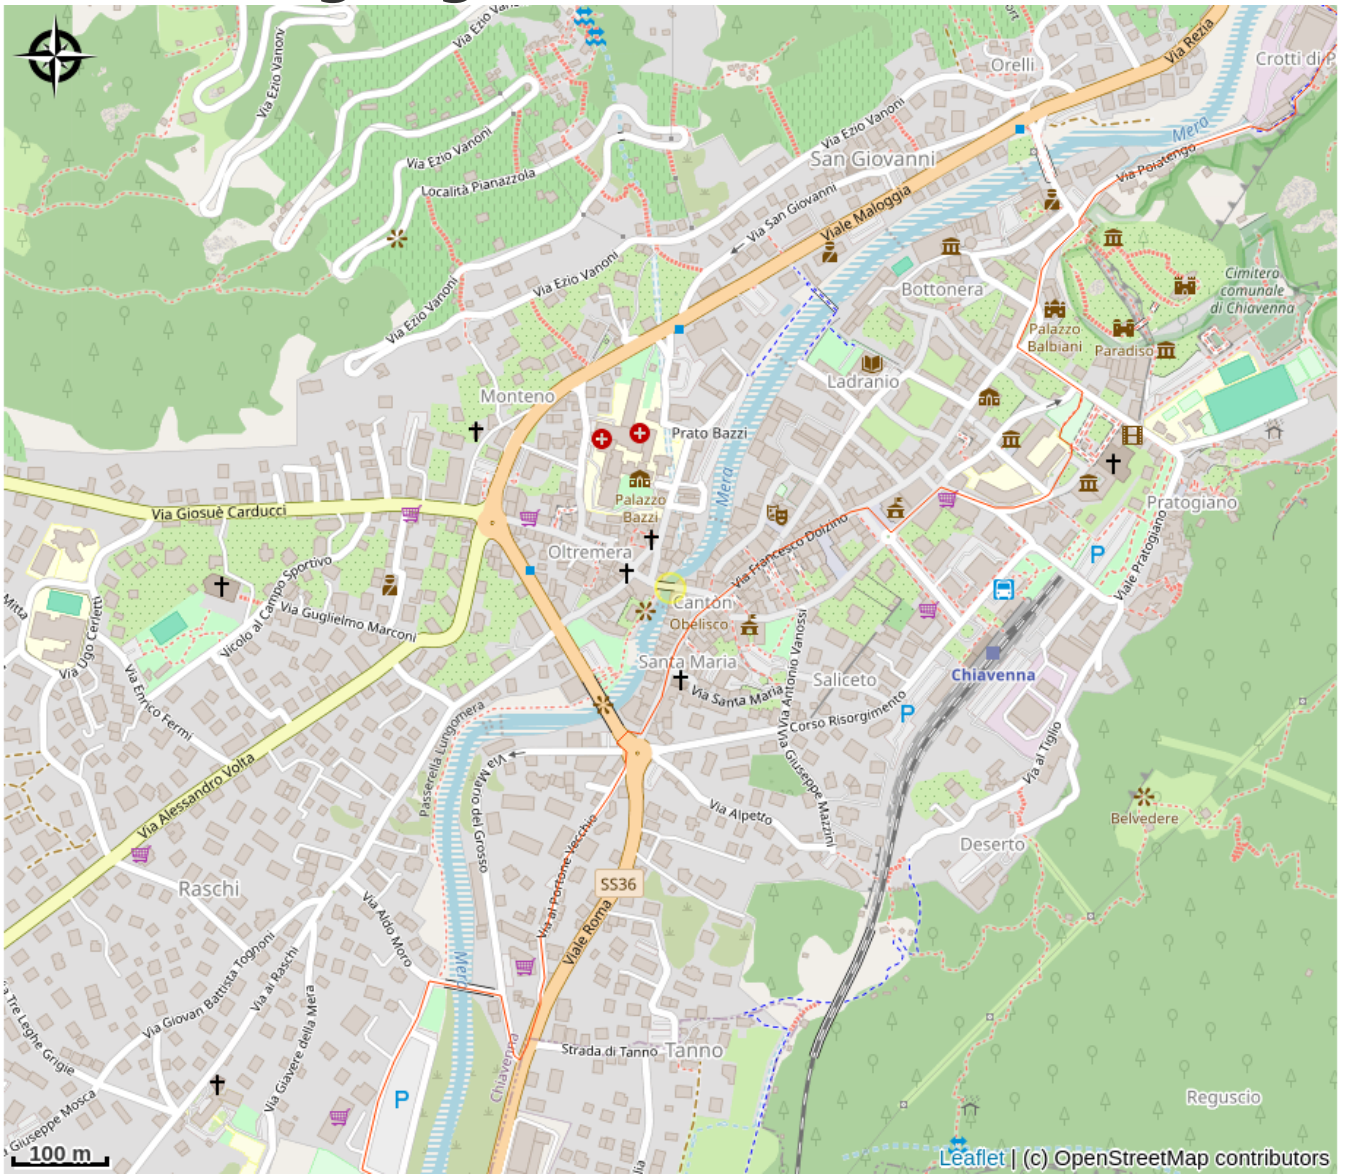 Via Ezio Vanoni
Via Rezia
Orelli
Via Ezio Vanoni
Crotti di P
Via Ezio Vanoni
Mera
Via Ezio Vanoni
San Giovanni
Via Poiatengo
Località Pianazzola
Via San Giovanni
Viale Maloggia
Via Ezio Vanoni
Bottonera
Cimitero
comunale
di Chiavenna
Via Ezio Vanoni
Palazzo
Balbiani
Paradiso
Ladranio
Monteno
Prato Bazzi
Mera
Palazzo
Bazzi
Pratogiano
Via Giosuè Carducci
Oltremera
Via Francesco Dolzino
P
Viale Pratogiano
Vicolo al Campo Sportivo
Mitta
Via Ugo Cerletti
Via Guglielmo Marconi
Canton
Obelisco
Santa Maria
Via Antonio Vanossi
Saliceto
Chiavenna
Via Santa Maria
Via Enrico Fermi
Corso Risorgimento
P
Passerella Lungomera
Via Mario del Grosso
Via Giuseppe Mazzini
Via al Tiglio
Via Alessandro Volta
Via Alpetto
Belvedere
Deserto
Via al Portone Vecchio
Raschi
SS36
Via Aldo Moro
Viale Roma
Via Giovan Battista Tognoni
Via ai Raschi
Mera
Via Tre Leghe Grigie
Via Giavere della Mera
Chiavenna
Strada di Tanno
Tanno
P
Reguscio
a Giuseppe Mosca
100 m
Leaflet | (c) OpenStreetMap contributors